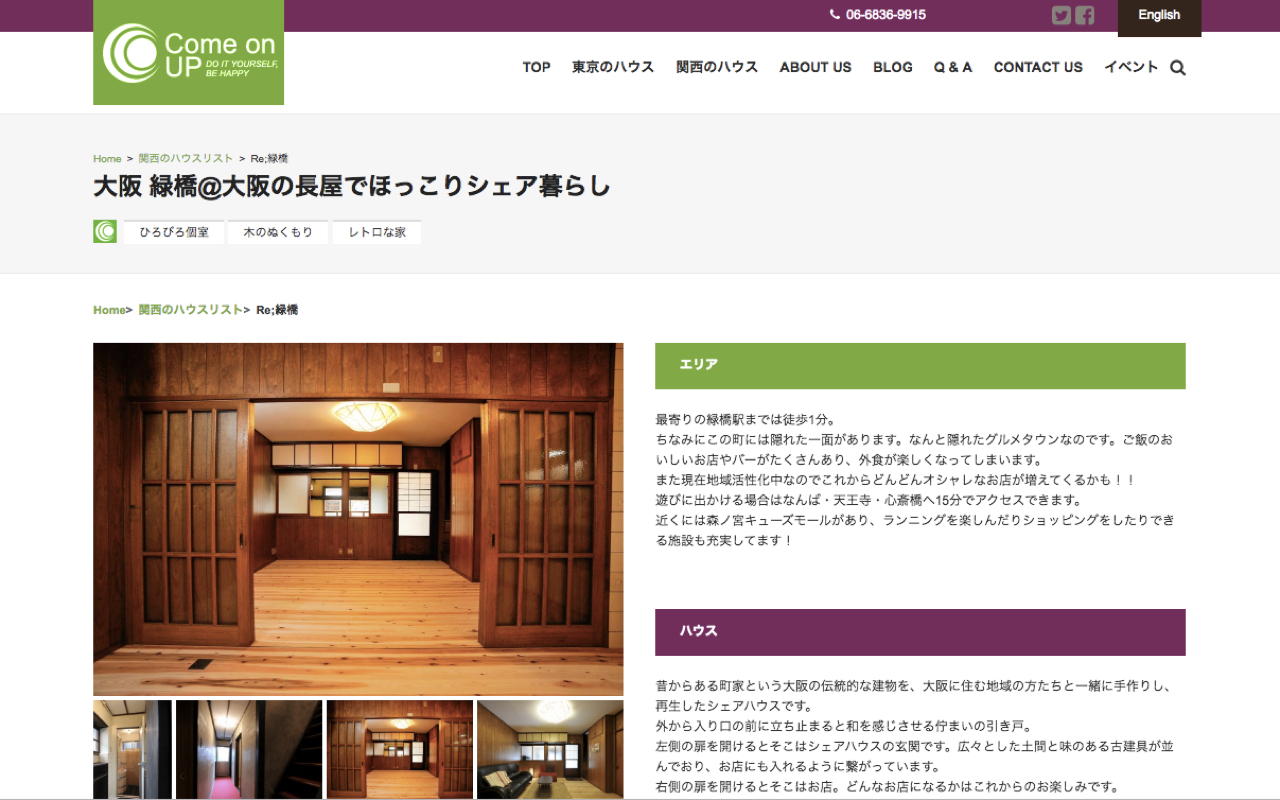 06-6836-9915
English
Come on
UP DO IT YOURSELF,
BE HAPPY
TOP 東京のハウス 関西のハウス ABOUT US BLOG Q & A CONTACT US イベント
Home > 関西のハウスリスト > Re;緑橋
大阪 緑橋@大阪の長屋でほっこりシェア暮らし
ひろびろ個室 木のぬくもり レトロな家
Home> 関西のハウスリスト> Re;緑橋
エリア
最寄りの緑橋駅までは徒歩1分。
ちなみにこの町には隠れた一面があります。なんと隠れたグルメタウンなのです。ご飯のお
いしいお店やバーがたくさんあり、外食が楽しくなってしまいます。
また現在地域活性化中なのでこれからどんどんオシャレなお店が増えてくるかも！！
遊びに出かける場合はなんば・天王寺・心斎橋へ15分でアクセスできます。
近くには森ノ宮キューズモールがあり、ランニングを楽しんだりショッピングをしたりでき
る施設も充実してます！
ハウス
昔からある町家という大阪の伝統的な建物を、大阪に住む地域の方たちと一緒に手作りし、
再生したシェアハウスです。
外から入り口の前に立ち止まると和を感じさせる佇まいの引き戸。
左側の扉を開けるとそこはシェアハウスの玄関です。広々とした土間と味のある古建具が並
んでおり、お店にも入れるように繋がっています。
右側の扉を開けるとそこはお店。どんなお店になるかはこれからのお楽しみです。